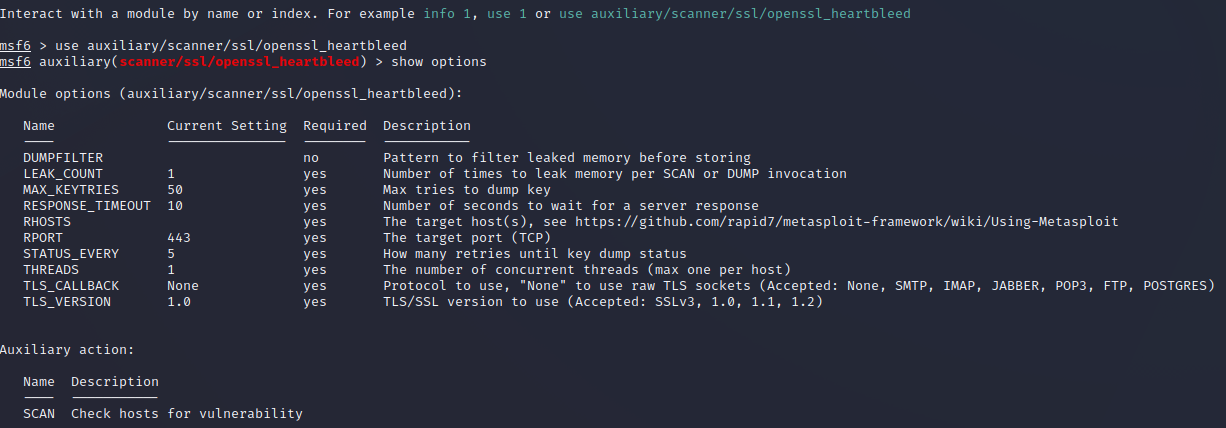 Interact with a module by name or index. For example info 1, use 1 or use auxiliary/scanner/ssl/openssl_heartbleed
msf6 > use auxiliary/scanner/ssl/openssl_heartbleed
msf6 auxiliary(scanner/ssl/openssl_heartbleed) > show options
Module options (auxiliary/scanner/ssl/openssl_heartbleed):
Name Current Setting Required Description
---- --------------- -------- -----------
DUMPFILTER no Pattern to filter leaked memory before storing
LEAK_COUNT 1 yes Number of times to leak memory per SCAN or DUMP invocation
MAX_KEYTRIES 50 yes Max tries to dump key
RESPONSE_TIMEOUT 10 yes Number of seconds to wait for a server response
RHOSTS yes The target host(s), see https://github.com/rapid7/metasploit-framework/wiki/Using-Metasploit
RPORT 443 yes The target port (TCP)
STATUS_EVERY 5 yes How many retries until key dump status
THREADS 1 yes The number of concurrent threads (max one per host)
TLS_CALLBACK None yes Protocol to use, "None" to use raw TLS sockets (Accepted: None, SMTP, IMAP, JABBER, POP3, FTP, POSTGRES)
TLS_VERSION 1.0 yes TLS/SSL version to use (Accepted: SSLv3, 1.0, 1.1, 1.2)
Auxiliary action:
Name Description
---- -----------
SCAN Check hosts for vulnerability